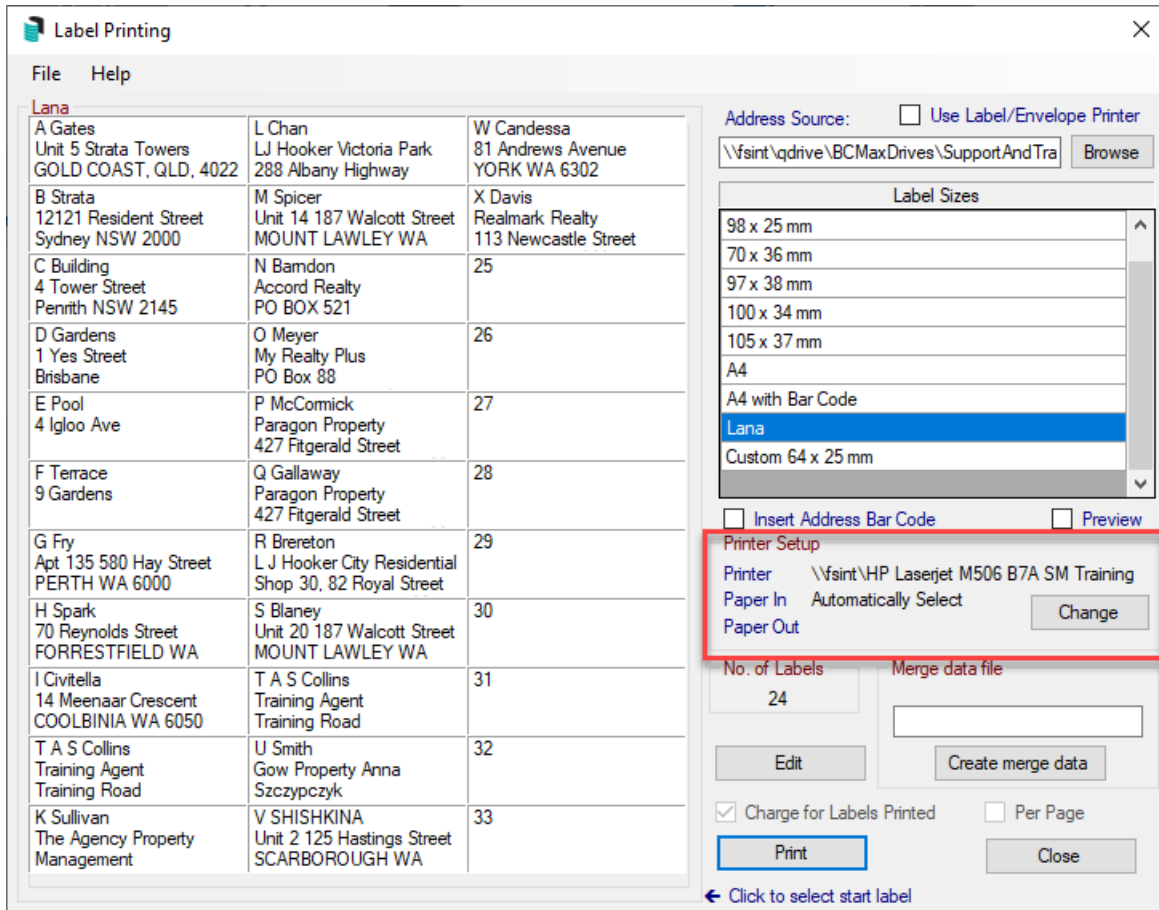 Label Printing
File Help
Lana
A Gates
Unit 5 Strata Towers
GOLD COAST, QLD, 4022
B Strata
12121 Resident Street
Sydney NSW 2000
C Building
4 Tower Street
Penrith NSW 2145
D Gardens
1 Yes Street
Brisbane
E Pool
4 Igloo Ave
F Terrace
9 Gardens
G Fry
Apt 135 580 Hay Street
PERTH WA 6000
H Spark
70 Reynolds Street
FORRESTFIELD WA
I Civitella
14 Meenaar Crescent
COOLBINIA WA 6050
T A S Collins
Training Agent
Training Road
K Sullivan
The Agency Property
Management
L Chan
LJ Hooker Victoria Park
288 Albany Highway
M Spicer
Unit 14 187 Walcott Street
MOUNT LAWLEY WA
N Barndon
Accord Realty
PO BOX 521
O Meyer
My Realty Plus
PO Box 88
P McCormick
Paragon Property
427 Fitgerald Street
Q Gallaway
Paragon Property
427 Fitgerald Street
R Brereton
L J Hooker City Residential
Shop 30, 82 Royal Street
S Blaney
Unit 20 187 Walcott Street
MOUNT LAWLEY WA
T A S Collins
Training Agent
Training Road
U Smith
Gow Property Anna
Szczypczyk
V SHISHKINA
Unit 2 125 Hastings Street
SCARBOROUGH WA
W Candessa
81 Andrews Avenue
YORK WA 6302
X Davis
Realmark Realty
113 Newcastle Street
25
26
27
28
29
30
31
32
33
Address Source: Use Label/Envelope Printer
\\fsint\qdrive\BCMaxDrives\SupportAndTra Browse
Label Sizes
98 x 25 mm
70 x 36 mm
97 x 38 mm
100 x 34 mm
105 x 37 mm
A4
A4 with Bar Code
Lana
Custom 64 x 25 mm
Insert Address Bar Code Preview
Printer Setup
Printer \\fsint\HP Laserjet M506 B7A SM Training
Paper In Automatically Select
Change
Paper Out
No. of Labels
24
Merge data file
Edit Create merge data
Charge for Labels Printed Per Page
Print Close
← Click to select start label